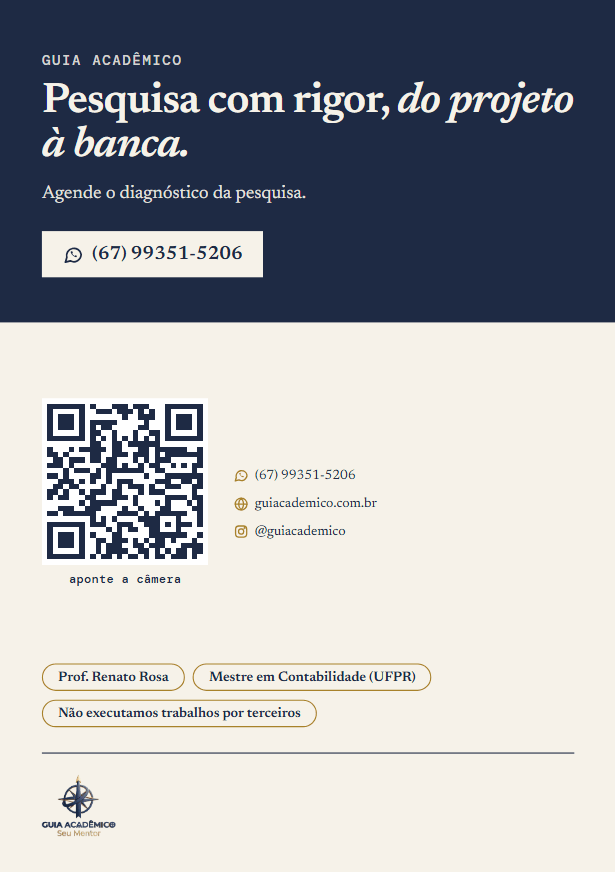 GUIA ACADÊMICO
Pesquisa com rigor, do projeto
à banca.
Agende o diagnóstico da pesquisa.
(67) 99351-5206
(67) 99351-5206
guiacademico.com.br
@guiacademico
aponte a câmera
Prof. Renato Rosa
Mestre em Contabilidade (UFPR)
Não executamos trabalhos por terceiros
GUIA ACADÊMICO
Seu Mentor